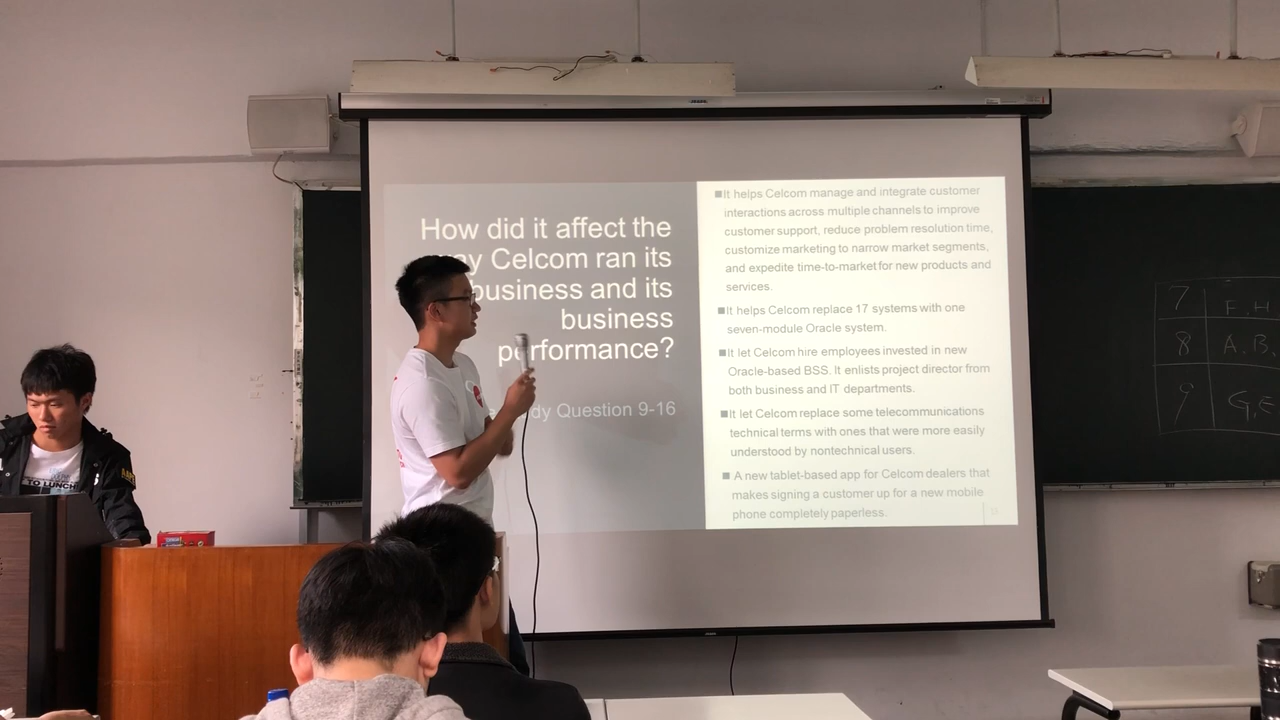 How did it affect the
ay Celcom ran its
business and its
business
performance?
dy Question 9-16
■It helps Celcom manage and integrate customer
interactions across multiple channels to improve
customer support, reduce problem resolution time,
customize marketing to narrow market segments,
and expedite time-to-market for new products and
services.
■It helps Celcom replace 17 systems with one
seven-module Oracle system.
■It let Celcom hire employees invested in new
Oracle-based BSS. It enlists project director from
both business and IT departments.
■It let Celcom replace some telecommunications
technical terms with ones that were more easily
understood by nontechnical users.
■ A new tablet-based app for Celcom dealers that
makes signing a customer up for a new mobile
phone completely paperless.
7 F.H
8 A.B.
9 G,E
TO LUNCH